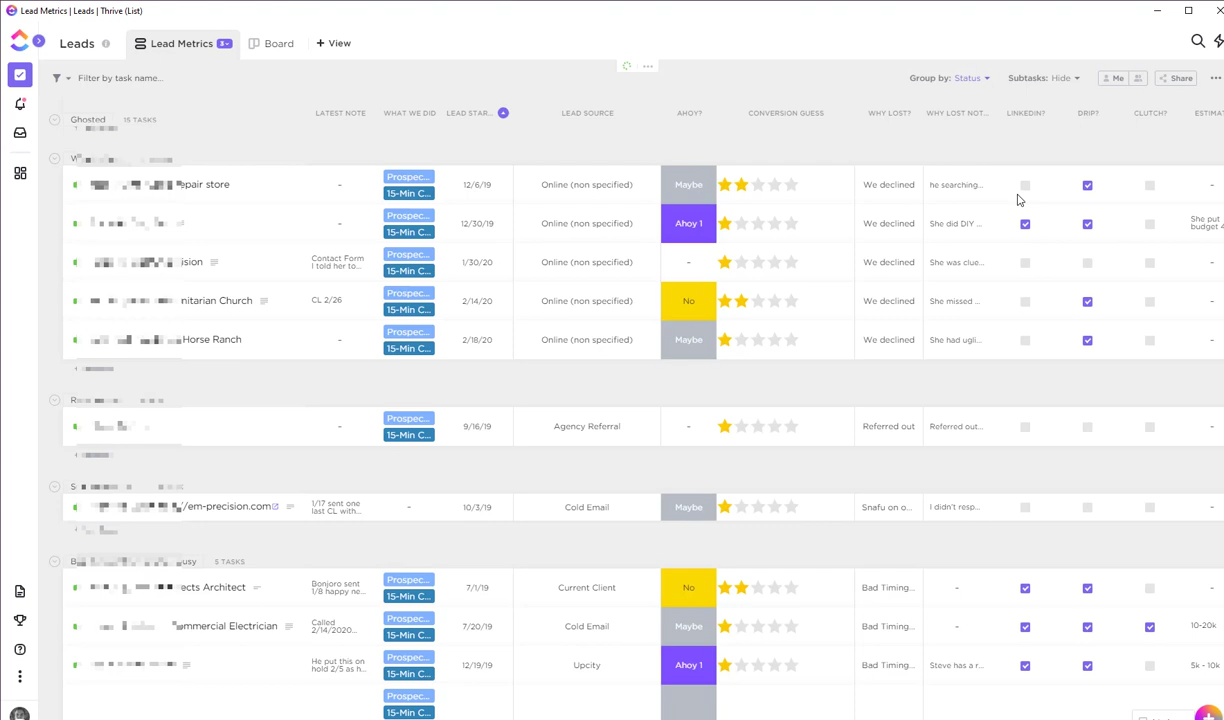 Lead Metrics | Leads | Thrive (List)
Leads Lead Metrics Board + View
Filter by task name... Group by: Status Subtasks: Hide Me Share
Ghosted 15 TASKS LATEST NOTE WHAT WE DID LEAD STAR... LEAD SOURCE AHOY? CONVERSION GUESS WHY LOST? WHY LOST NOT... LINKEDIN? DRIP? CLUTCH? ESTIMA
W
epair store - Prospec... 12/6/19 Online (non specified) Maybe We declined he searching... -
15-Min C...
- Prospec... 12/30/19 Online (non specified) Ahoy 1 We declined She did DIY ... She put
15-Min C... budget 4
ision Contact Form Prospec... 1/30/20 Online (non specified) - We declined She was clue... -
I told her to... 15-Min C...
nitarian Church CL 2/26 Prospec... 2/14/20 Online (non specified) No We declined She missed ... -
15-Min C...
Horse Ranch - Prospec... 2/18/20 Online (non specified) Maybe We declined She had ugli... -
15-Min C...
R
- Prospec... 9/16/19 Agency Referral - Referred out Referred out... -
15-Min C...
S
//em-precision.com 1/17 sent one - 10/3/19 Cold Email Maybe Snafu on o... I didn't resp... -
last CL with...
B usy 5 TASKS
ects Architect Bonjoro sent Prospec... 7/1/19 Current Client No Bad Timing... - -
1/8 happy ne... 15-Min C...
mmercial Electrician Called Prospec... 7/20/19 Cold Email Maybe Bad Timing... - 10-20k
2/14/2020... 15-Min C...
He put this on Prospec... 12/19/19 Upcity Ahoy 1 Bad Timing... Steve has a r... 5k - 10k
hold 2/5 as h... 15-Min C...
Prospec...
15-Min C...